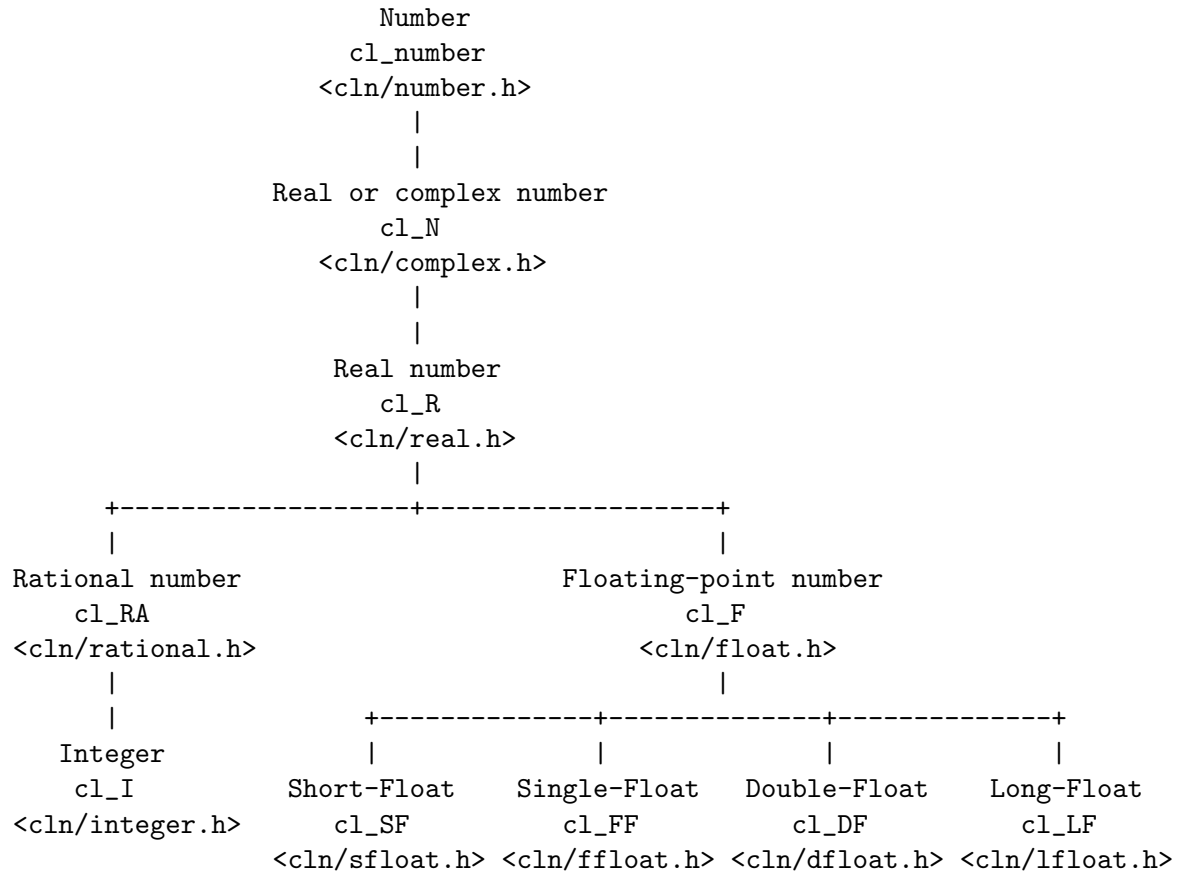 Number
cl_number
<cln/number.h>
Real or complex number
cl_N
<cln/complex.h>
Real number
cl_R
<cln/real.h>
Rational number Floating-point number
cl_RA cl_F
<cln/rational.h> <cln/float.h>
Integer
cl_I Short-Float Single-Float Double-Float Long-Float
<cln/integer.h> cl_SF cl_FF cl_DF cl_LF
<cln/sfloat.h> <cln/ffloat.h> <cln/dfloat.h> <cln/lfloat.h>